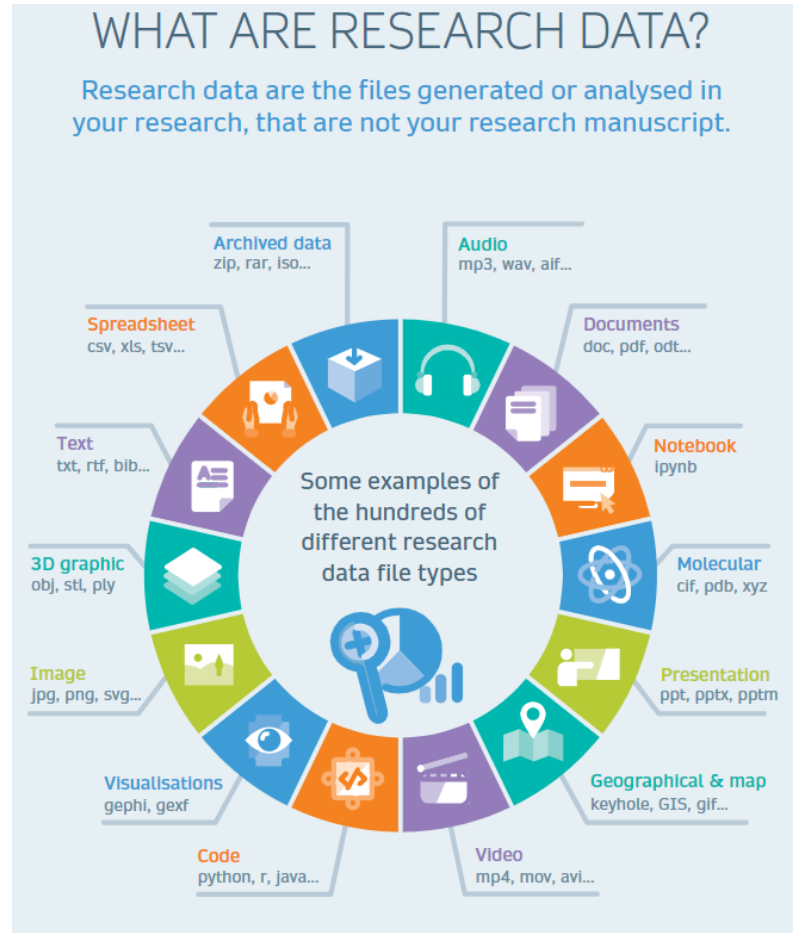 WHAT ARE RESEARCH DATA?
Research data are the files generated or analysed in
your research, that are not your research manuscript.
Archived data
zip, rar, iso...
Audio
mp3, wav, aif...
Spreadsheet
csv, xls, tsv...
Documents
doc, pdf, odt...
Text
txt, rtf, bib...
Notebook
ipynb
Some examples of
the hundreds of
different research
data file types
3D graphic
obj, stl, ply
Molecular
cif, pdb, xyz
Image
jpg, png, svg...
Presentation
ppt, pptx, pptm
Visualisations
gephi, gexf
Geographical & map
keyhole, GIS, gif...
Code
python, r, java...
Video
mp4, mov, avi...